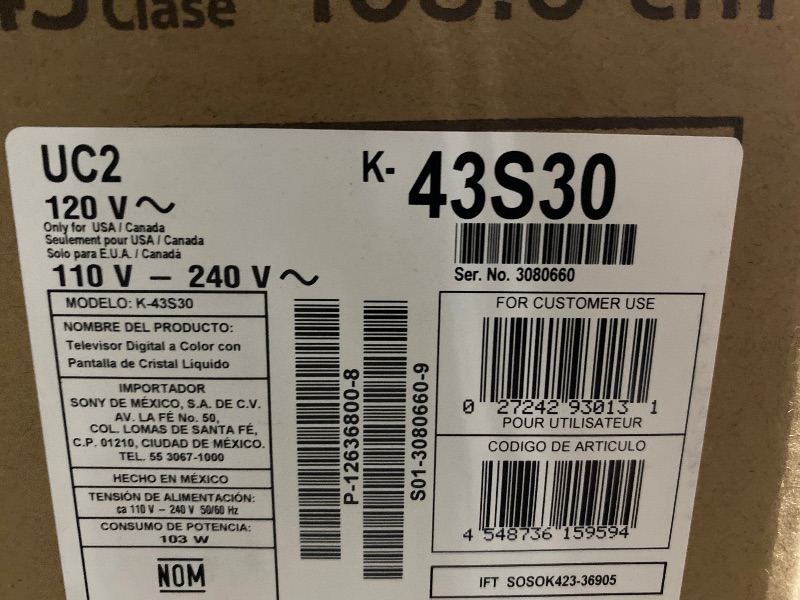 Clase
UC2
K-43S30
120 V ~
Only for USA / Canada
Seulement pour USA / Canada
Solo para E.U.A. / Canadá
110 V – 240 V ~
Ser. No. 3080660
MODELO: K-43S30
NOMBRE DEL PRODUCTO:
Televisor Digital a Color con
Pantalla de Cristal Liquido
IMPORTADOR
SONY DE MÉXICO, S.A. DE C.V.
AV. LA FÉ No. 50,
COL. LOMAS DE SANTA FÉ,
C.P. 01210, CIUDAD DE MÉXICO.
TEL. 55 3067-1000
HECHO EN MÉXICO
TENSIÓN DE ALIMENTACIÓN:
ca 110 V – 240 V 50/60 Hz
CONSUMO DE POTENCIA:
103 W
NOM
P-12636800-8
S01-3080660-9
FOR CUSTOMER USE
0 27242 93013 1
POUR UTILISATEUR
CODIGO DE ARTICULO
4 548736 159594
IFT SOSOK423-36905